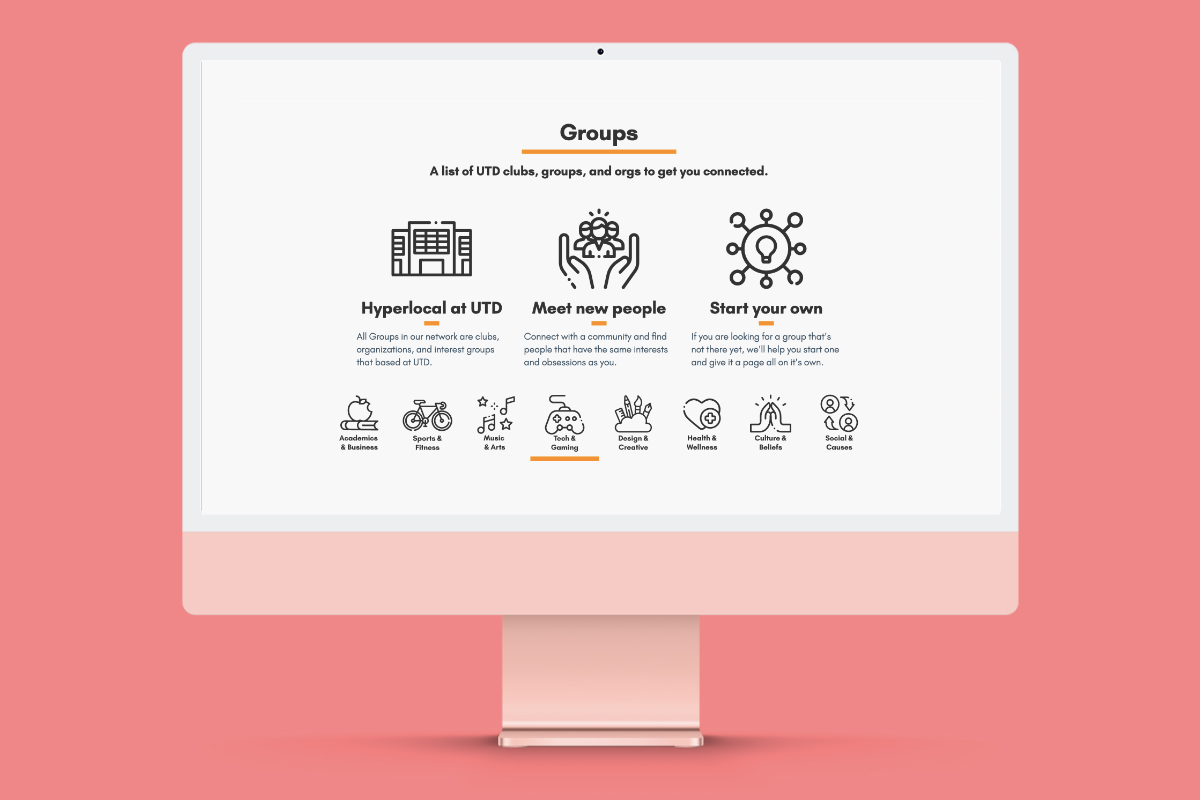 Groups
A list of UTD clubs, groups, and orgs to get you connected.
Hyperlocal at UTD
All Groups in our network are clubs,
organizations, and interest groups
that based at UTD.
Meet new people
Connect with a community and find
people that have the same interests
and obsessions as you.
Start your own
If you are looking for a group that's
not there yet, we'll help you start one
and give it a page all on it's own.
Academics
& Business
Sports &
Fitness
Music
& Arts
Tech &
Gaming
Design &
Creative
Health &
Wellness
Culture &
Beliefs
Social &
Causes